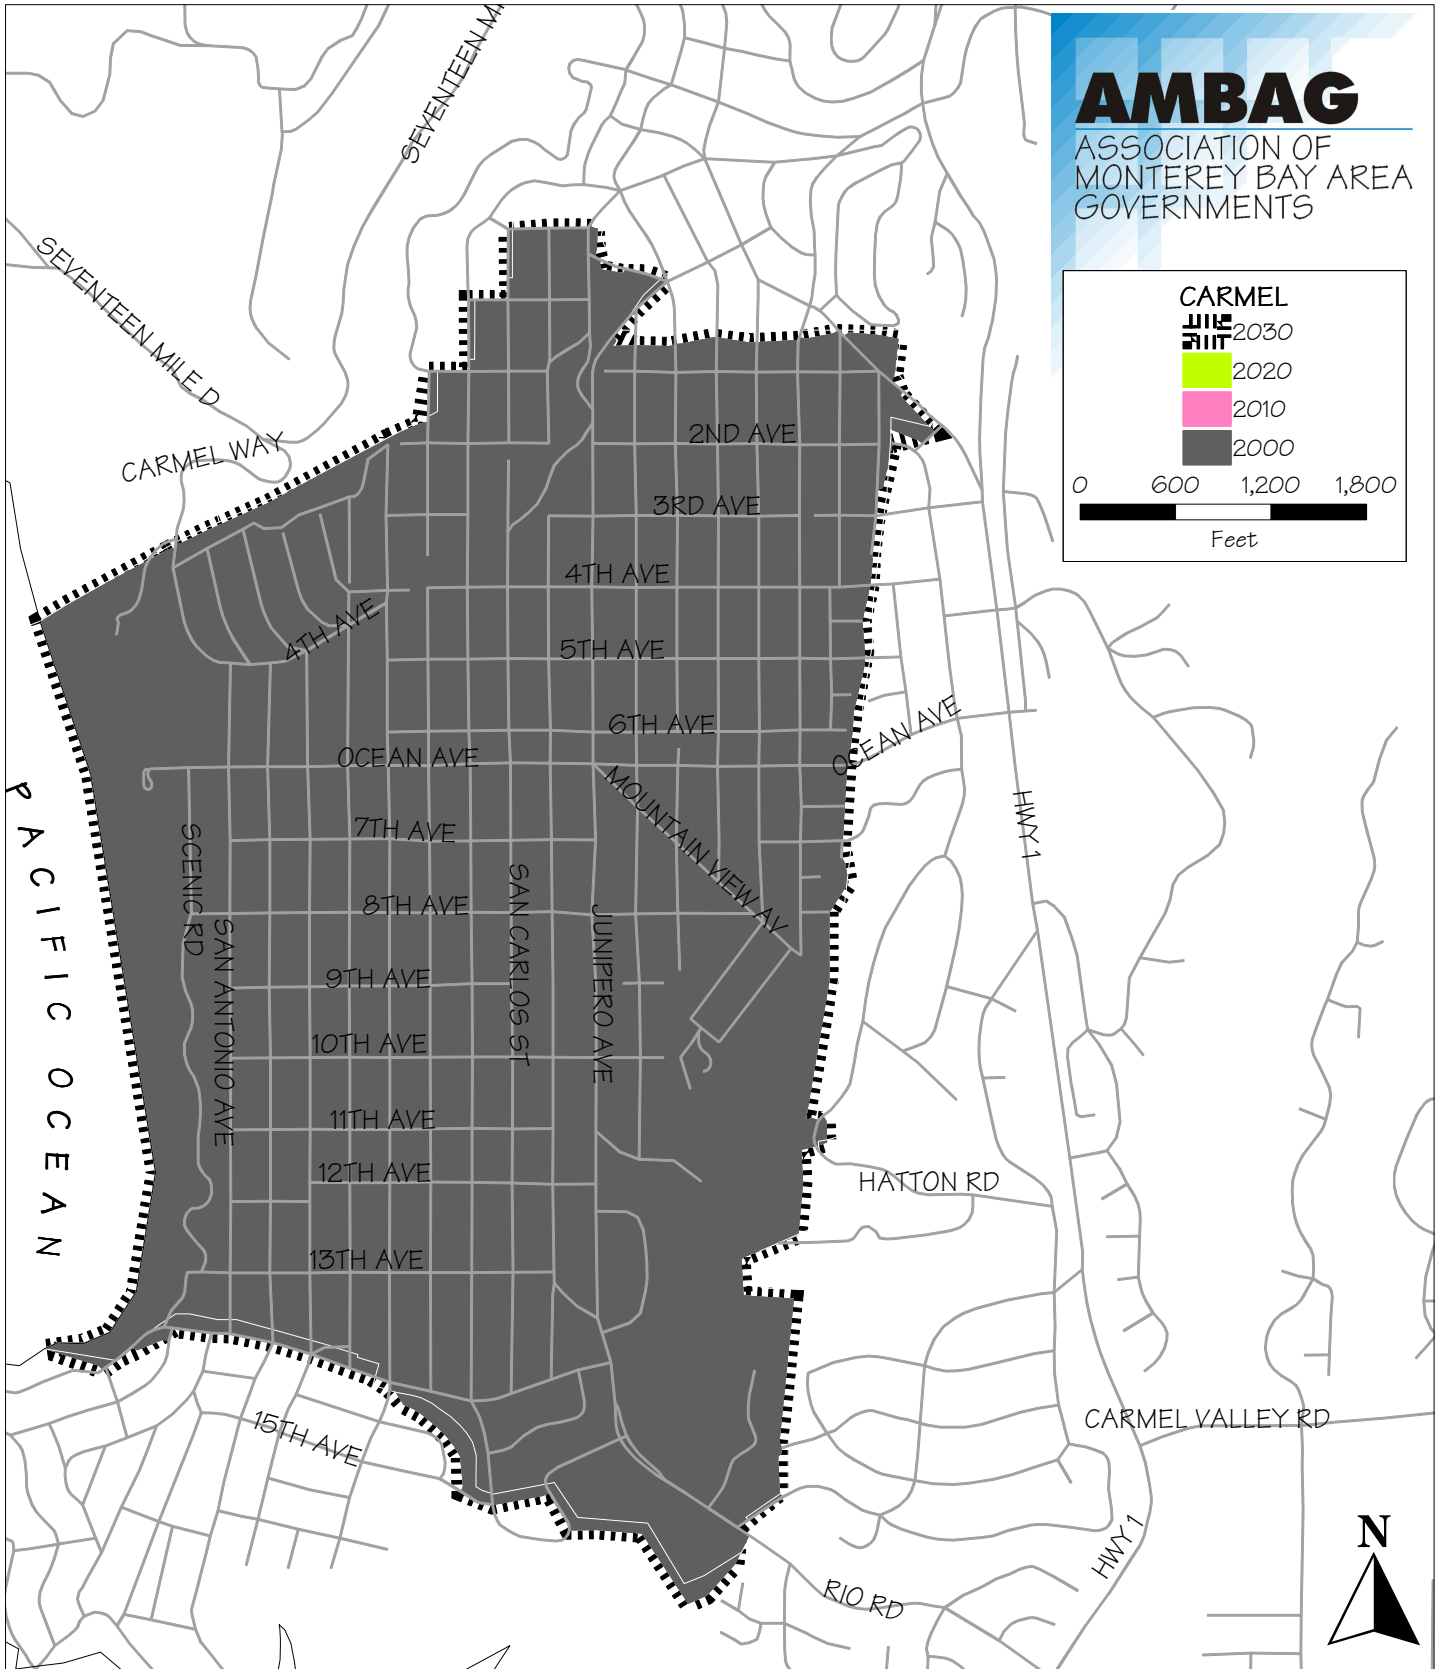 SEVENTEEN MI
AMBAG
ASSOCIATION OF
MONTEREY BAY AREA
GOVERNMENTS
SEVENTEEN MILE D
CARMEL
2030
2020
2010
2000
0 600 1,200 1,800
Feet
CARMEL WAY
2ND AVE
3RD AVE
4TH AVE
4TH AVE
5TH AVE
6TH AVE
OCEAN AVE
OCEAN AVE
MOUNTAIN VIEW AV
HWY 1
PACIFIC OCEAN
SCENIC RD
7TH AVE
SAN CARLOS ST
8TH AVE
JUNIPERO AVE
SAN ANTONIO AVE
9TH AVE
10TH AVE
11TH AVE
12TH AVE
HATTON RD
13TH AVE
15TH AVE
CARMEL VALLEY RD
HWY 1
RIO RD
N